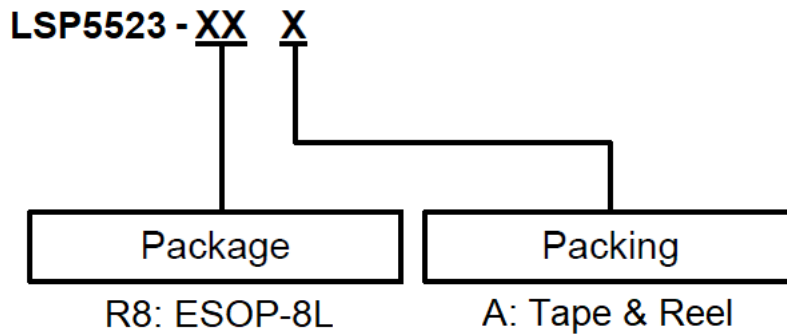 LSP5523 - XX X
Package
Packing
R8: ESOP-8L
A: Tape & Reel